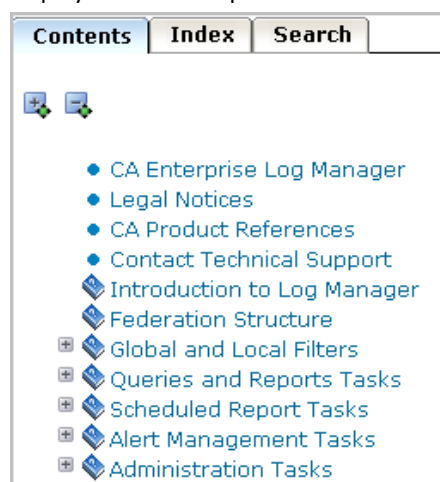 Contents Index Search
CA Enterprise Log Manager
Legal Notices
CA Product References
Contact Technical Support
Introduction to Log Manager
Federation Structure
Global and Local Filters
Queries and Reports Tasks
Scheduled Report Tasks
Alert Management Tasks
Administration Tasks